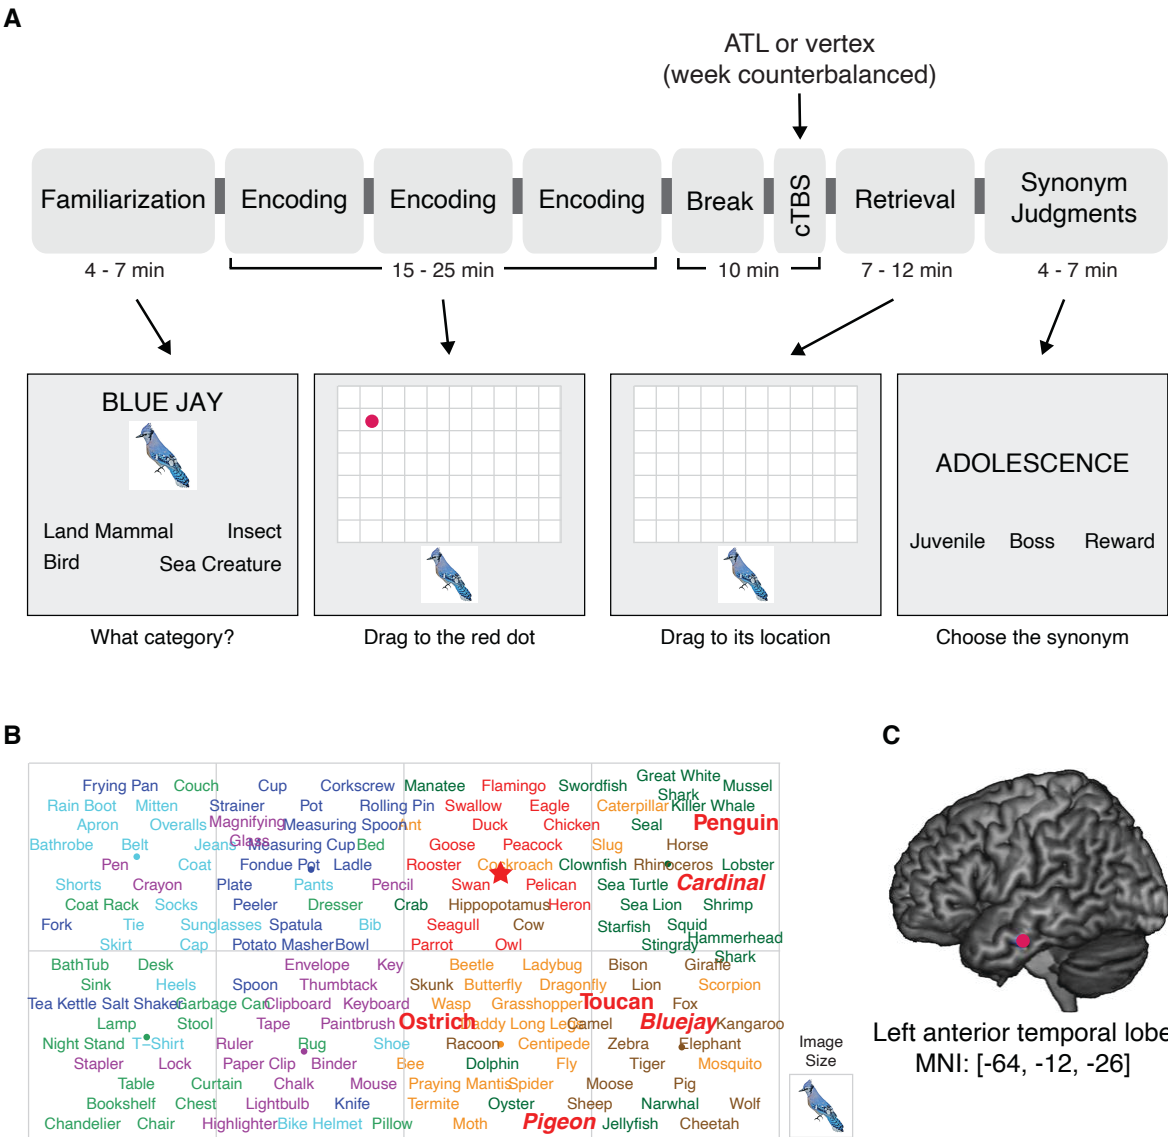 A
ATL or vertex
(week counterbalanced)
Familiarization Encoding Encoding Encoding Break cTBS Retrieval Synonym Judgments
4 - 7 min 15 - 25 min 10 min 7 - 12 min 4 - 7 min
BLUE JAY
Land Mammal Insect
Bird Sea Creature
ADOLESCENCE
Juvenile Boss Reward
What category? Drag to the red dot Drag to its location Choose the synonym
B
Frying Pan Couch Cup Corkscrew Manatee Flamingo Swordfish Great White Shark Mussel
Rain Boot Mitten Strainer Pot Rolling Pin Swallow Eagle Caterpillar Killer Whale
Apron Overalls Magnifying Glass Measuring Spoon Ant Duck Chicken Seal Penguin
Bathrobe Belt Jeans Measuring Cup Bed Goose Peacock Slug Horse
Pen Coat Fondue Pot Ladle Rooster Cockroach Clownfish Rhinoceros Lobster
Shorts Crayon Plate Pants Pencil Swan Pelican Sea Turtle Cardinal
Coat Rack Socks Peeler Dresser Crab Hippopotamus Heron Sea Lion Shrimp
Fork Tie Sunglasses Spatula Bib Seagull Cow Starfish Squid
Skirt Cap Potato Masher Bowl Parrot Owl Stingray Hammerhead Shark
BathTub Desk Envelope Key Beetle Ladybug Bison Giraffe
Sink Heels Spoon Thumbtack Skunk Butterfly Dragonfly Lion Scorpion
Tea Kettle Salt Shaker Garbage Can Clipboard Keyboard Wasp Grasshopper Toucan Fox
Lamp Stool Tape Paintbrush Ostrich Daddy Long Legs Camel Bluejay Kangaroo
Night Stand T-Shirt Ruler Rug Shoe Racoon Centipede Zebra Elephant
Stapler Lock Paper Clip Binder Bee Dolphin Fly Tiger Mosquito
Table Curtain Chalk Mouse Praying Mantis Spider Moose Pig
Bookshelf Chest Lightbulb Knife Termite Oyster Sheep Narwhal Wolf
Chandelier Chair Highlighter Bike Helmet Pillow Moth Pigeon Jellyfish Cheetah
Image
Size
C
Left anterior temporal lobe
MNI: [-64, -12, -26]